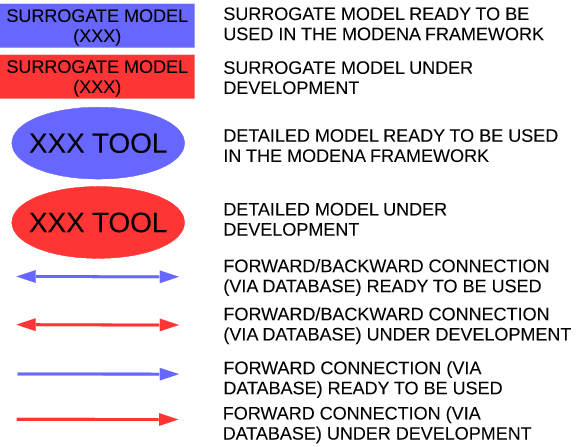 SURROGATE MODEL
(XXX)
SURROGATE MODEL READY TO BE
USED IN THE MODENA FRAMEWORK
SURROGATE MODEL
(XXX)
SURROGATE MODEL UNDER
DEVELOPMENT
XXX TOOL
DETAILED MODEL READY TO BE USED
IN THE MODENA FRAMEWORK
XXX TOOL
DETAILED MODEL UNDER
DEVELOPMENT
FORWARD/BACKWARD CONNECTION
(VIA DATABASE) READY TO BE USED
FORWARD/BACKWARD CONNECTION
(VIA DATABASE) UNDER DEVELOPMENT
FORWARD CONNECTION (VIA
DATABASE) READY TO BE USED
FORWARD CONNECTION (VIA
DATABASE) UNDER DEVELOPMENT